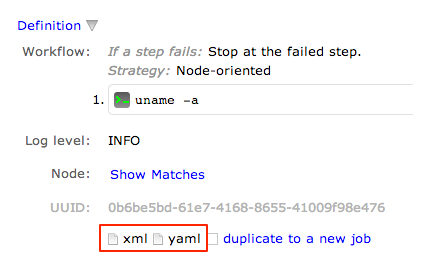 Definition
Workflow: If a step fails: Stop at the failed step.
Strategy: Node-oriented
1. >_ uname -a
Log level: INFO
Node: Show Matches
UUID: 0b6be5bd-61e7-4168-8655-41009f98e476
xml yaml duplicate to a new job